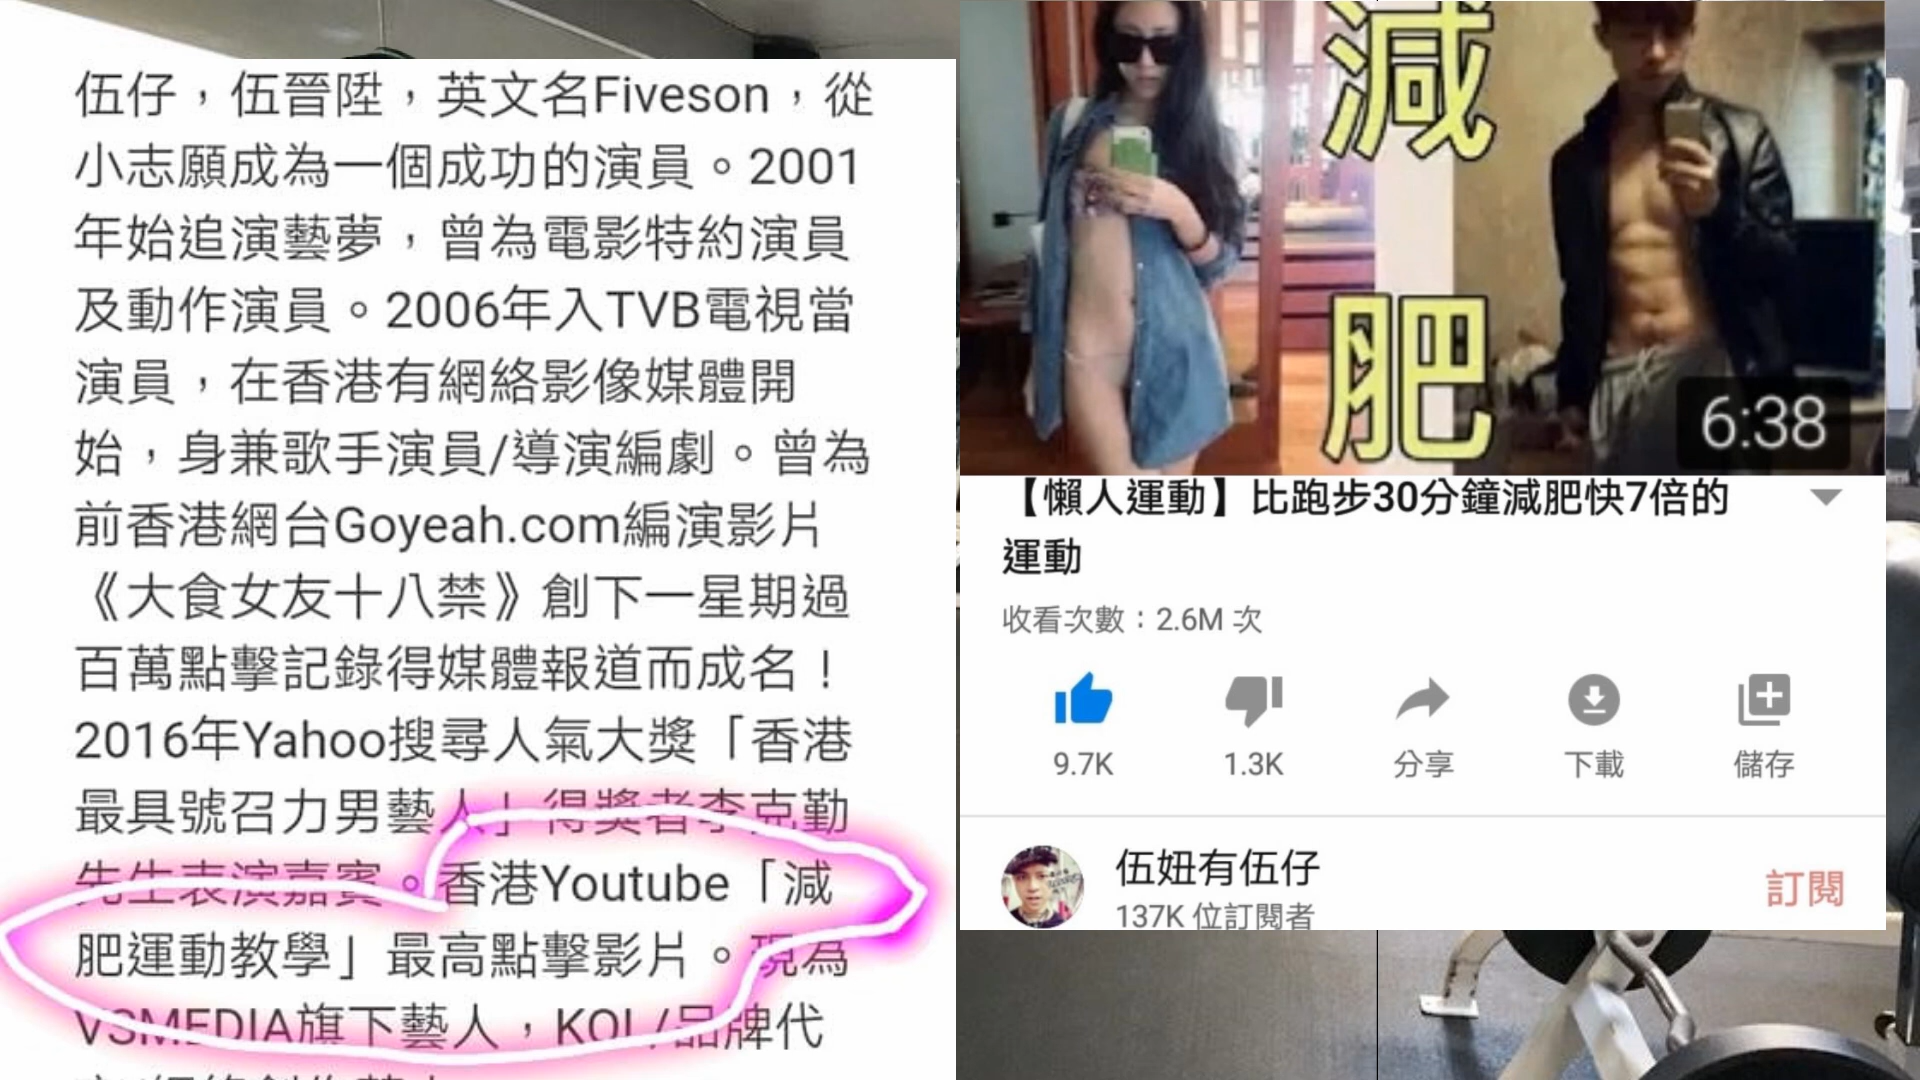 伍仔，伍晉陞，英文名Fiveson，從
小志願成為一個成功的演員。2001
年始追演藝夢，曾為電影特約演員
及動作演員。2006年入TVB電視當
演員，在香港有網絡影像媒體開
始，身兼歌手演員/導演編劇。曾為
前香港網台Goyeah.com編演影片
《大食女友十八禁》創下一星期過
百萬點擊記錄得媒體報道而成名！
2016年Yahoo搜尋人氣大獎「香港
最具號召力男藝人」得獎者李克勤
先生表演嘉賓。香港Youtube「減
肥運動教學」最高點擊影片。現為
VSMEDIA旗下藝人，KOL/品牌代
減
肥
6:38
【懶人運動】比跑步30分鐘減肥快7倍的
運動
收看次數：2.6M 次
9.7K
1.3K
分享
下載
儲存
伍妞有伍仔
137K 位訂閱者
訂閱